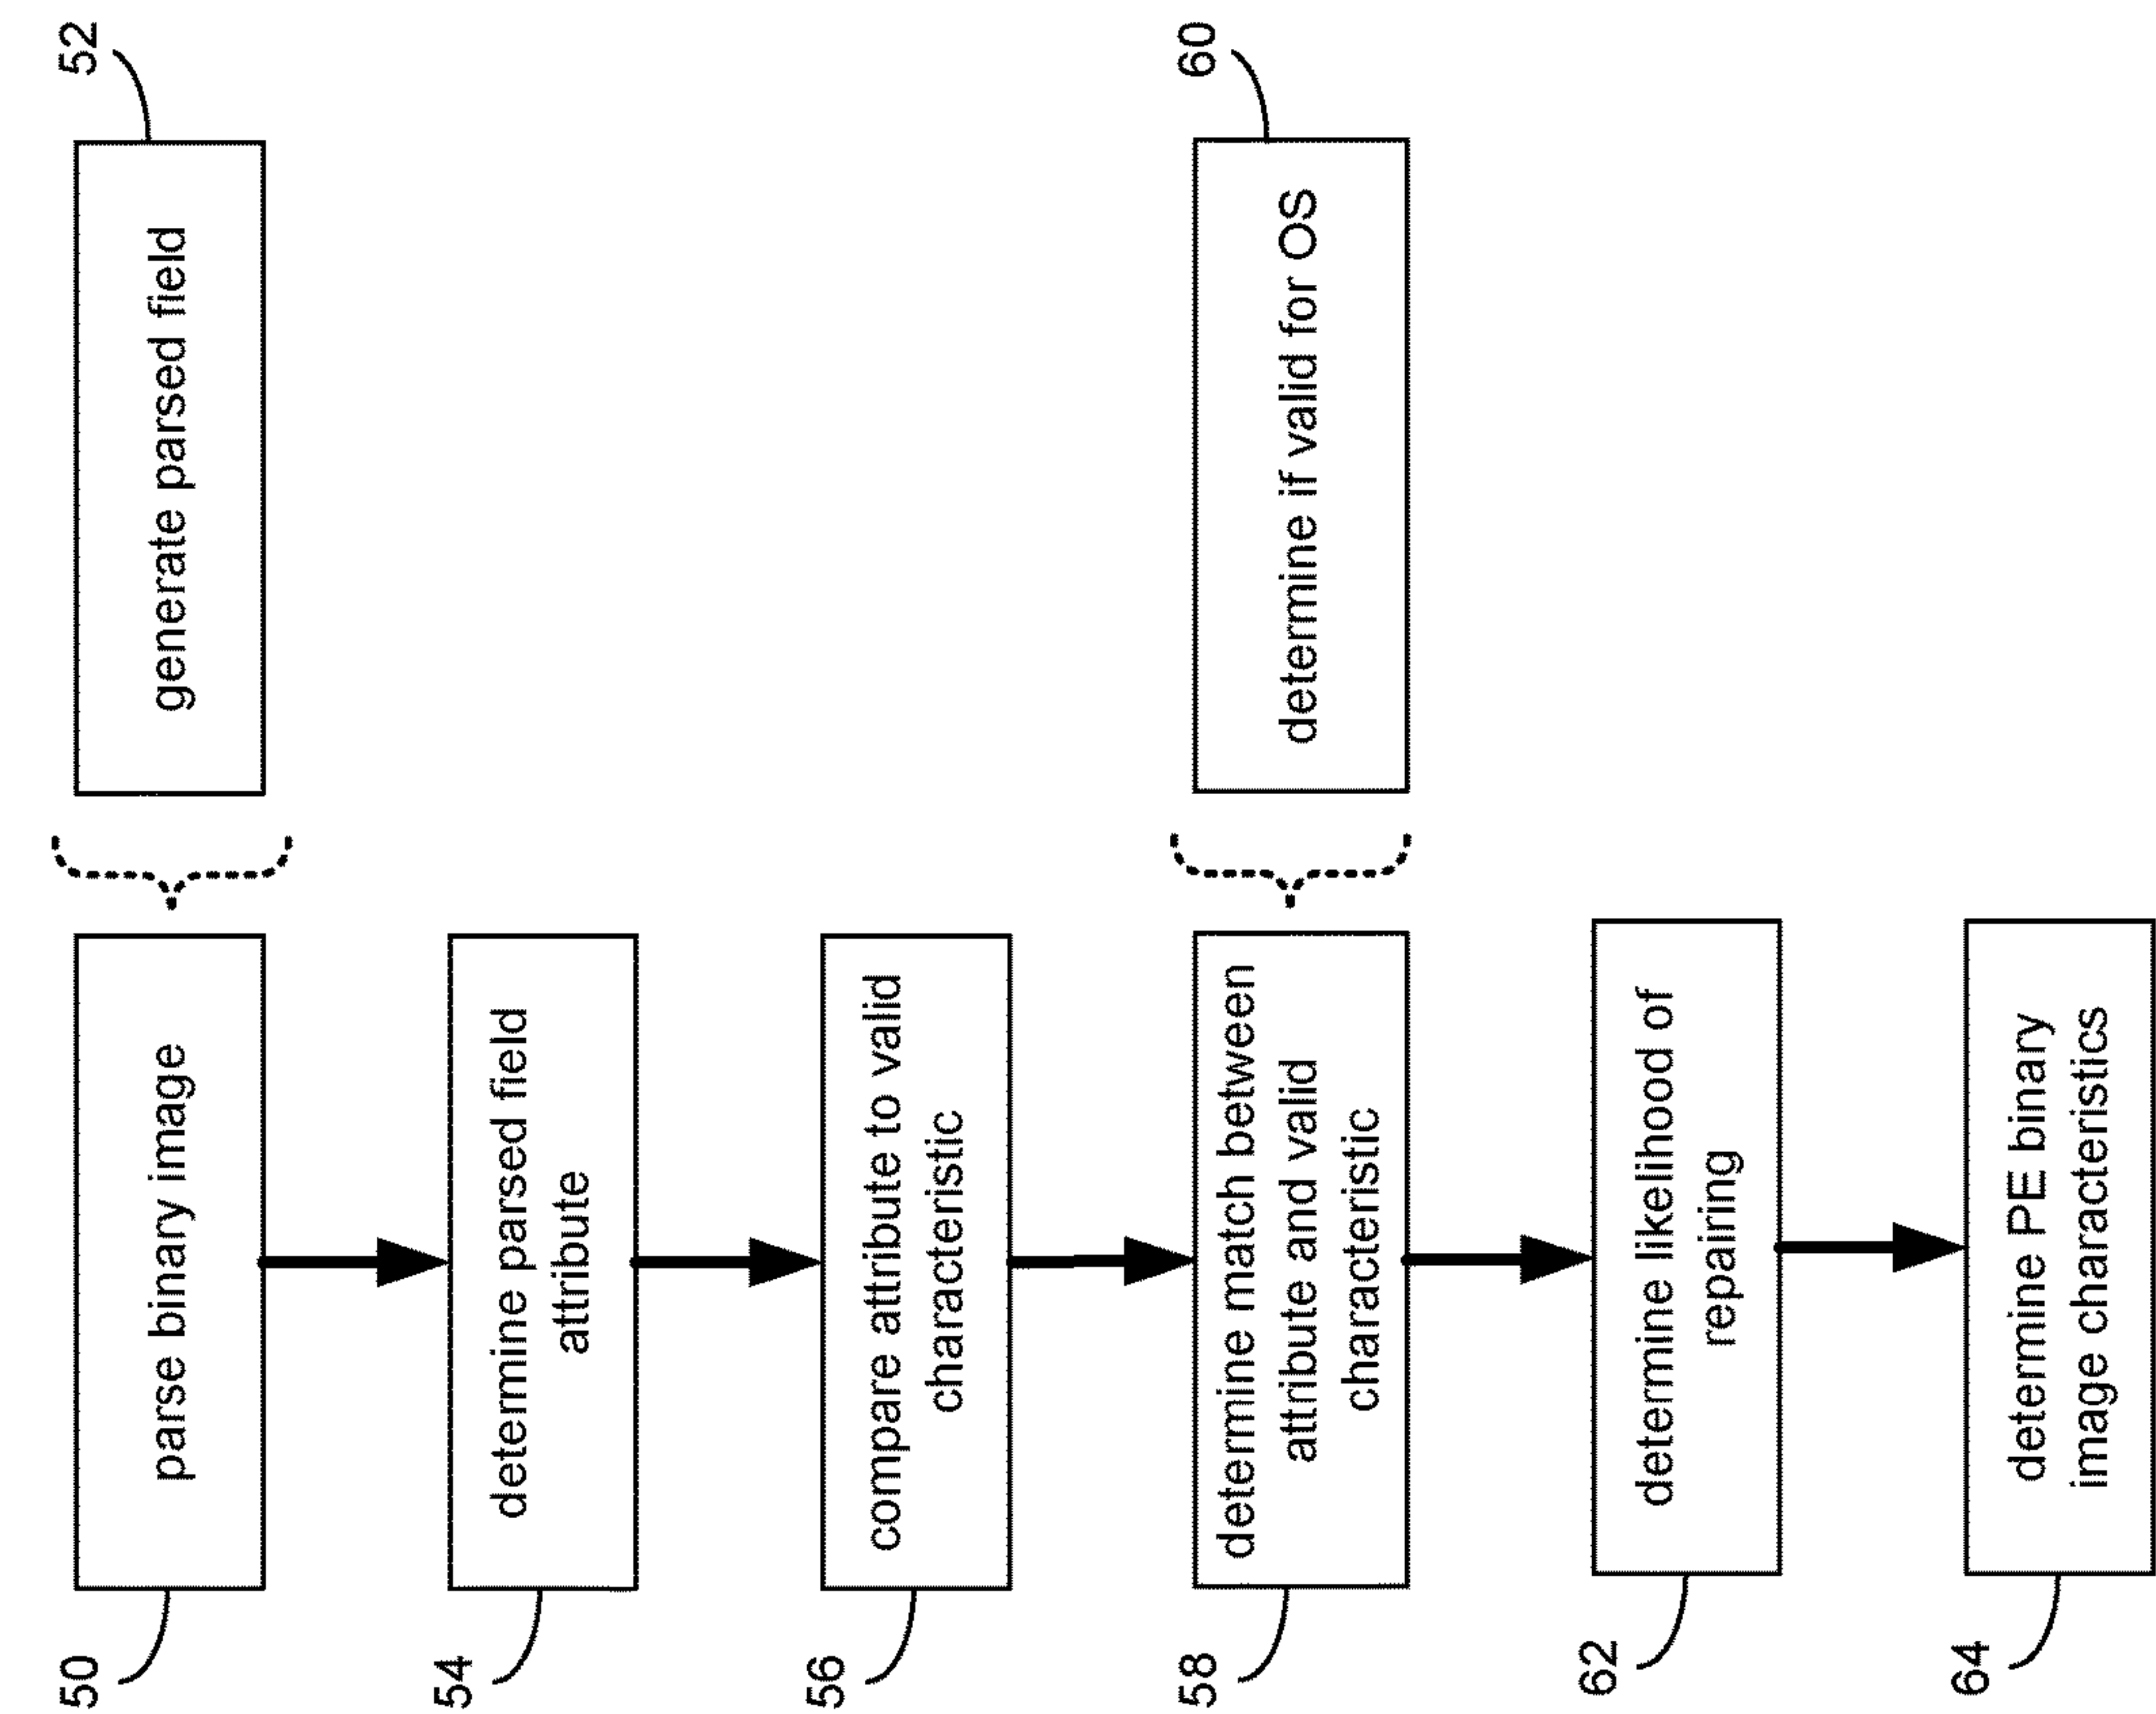 50
parse binary image
generate parsed field
52
54
determine parsed field
attribute
56
compare attribute to valid
characteristic
58
determine match between
attribute and valid
characteristic
determine if valid for OS
60
62
determine likelihood of
repairing
64
determine PE binary
image characteristics